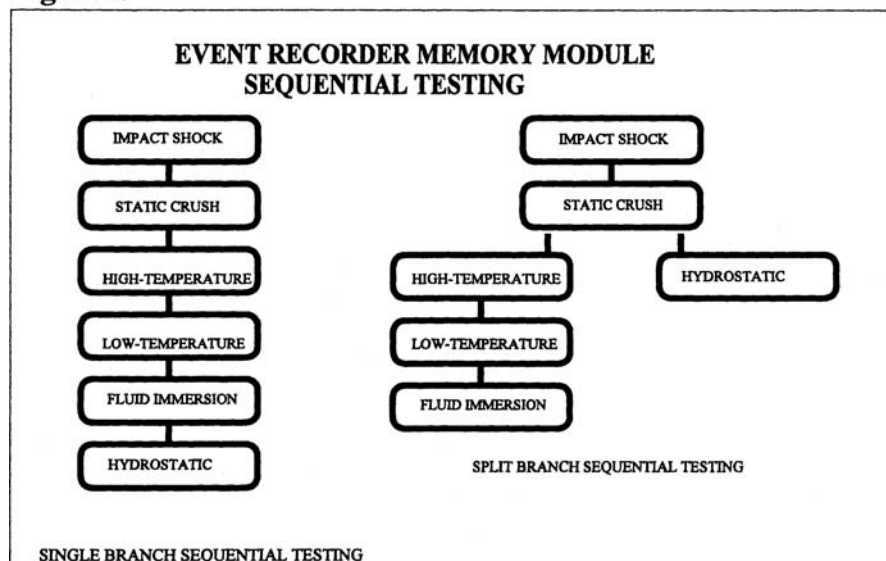 EVENT RECORDER MEMORY MODULE
SEQUENTIAL TESTING
IMPACT SHOCK
STATIC CRUSH
HIGH-TEMPERATURE
LOW-TEMPERATURE
FLUID IMMERSION
HYDROSTATIC
SINGLE BRANCH SEQUENTIAL TESTING
IMPACT SHOCK
STATIC CRUSH
HIGH-TEMPERATURE
HYDROSTATIC
LOW-TEMPERATURE
FLUID IMMERSION
SPLIT BRANCH SEQUENTIAL TESTING